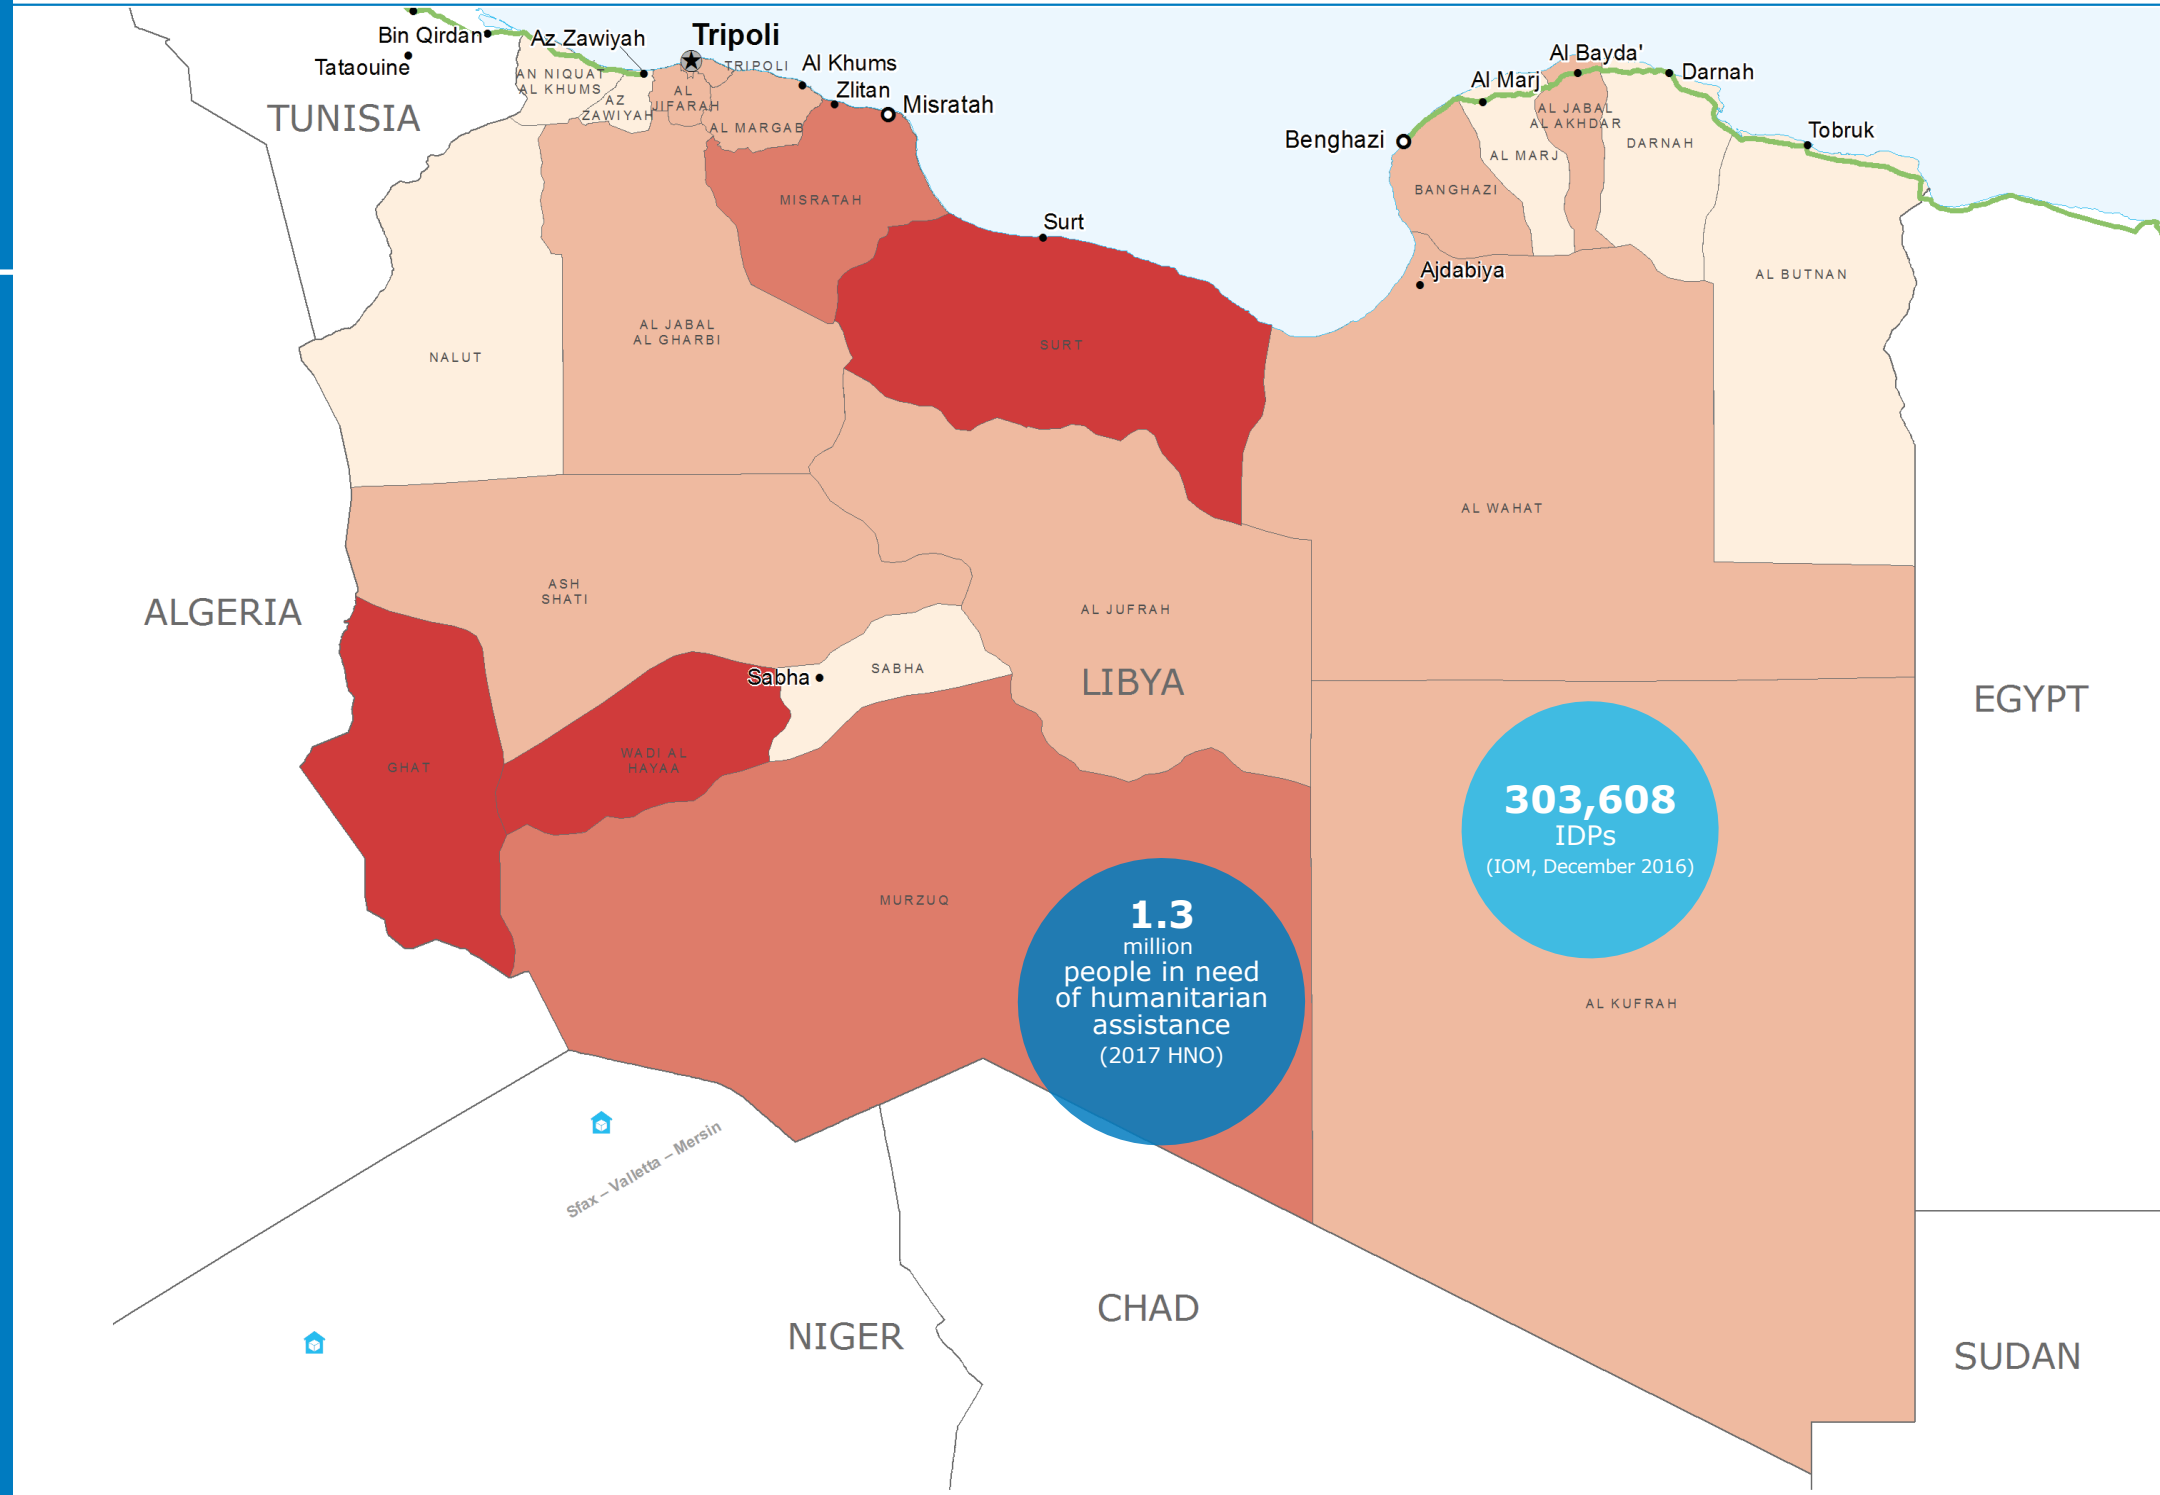 Bin Qirdan
Tataouine
TUNISIA
Az Zawiyah
Tripoli
TRIPOLI
Al Khums
Zlitan
Misratah
AN NIQUAT
AL KHUMS
AZ
ZAWIYAH
AL
JIFARAH
AL MARGAB
MISRATAH
Surt
SURT
Benghazi
BANGHAZI
Al Marj
AL MARJ
Al Bayda'
AL JABAL
AL AKHDAR
Darnah
DARNAH
Tobruk
AL BUTNAN
Ajdabiya
NALUT
AL JABAL
AL GHARBI
AL WAHAT
ALGERIA
ASH
SHATI
AL JUFRAH
LIBYA
EGYPT
Sabha
SABHA
GHAT
WADI AL
HAYAA
MURZUQ
303,608
IDPs
(IOM, December 2016)
1.3
million
people in need
of humanitarian
assistance
(2017 HNO)
AL KUFRAH
Sfax – Valletta – Mersin
NIGER
CHAD
SUDAN